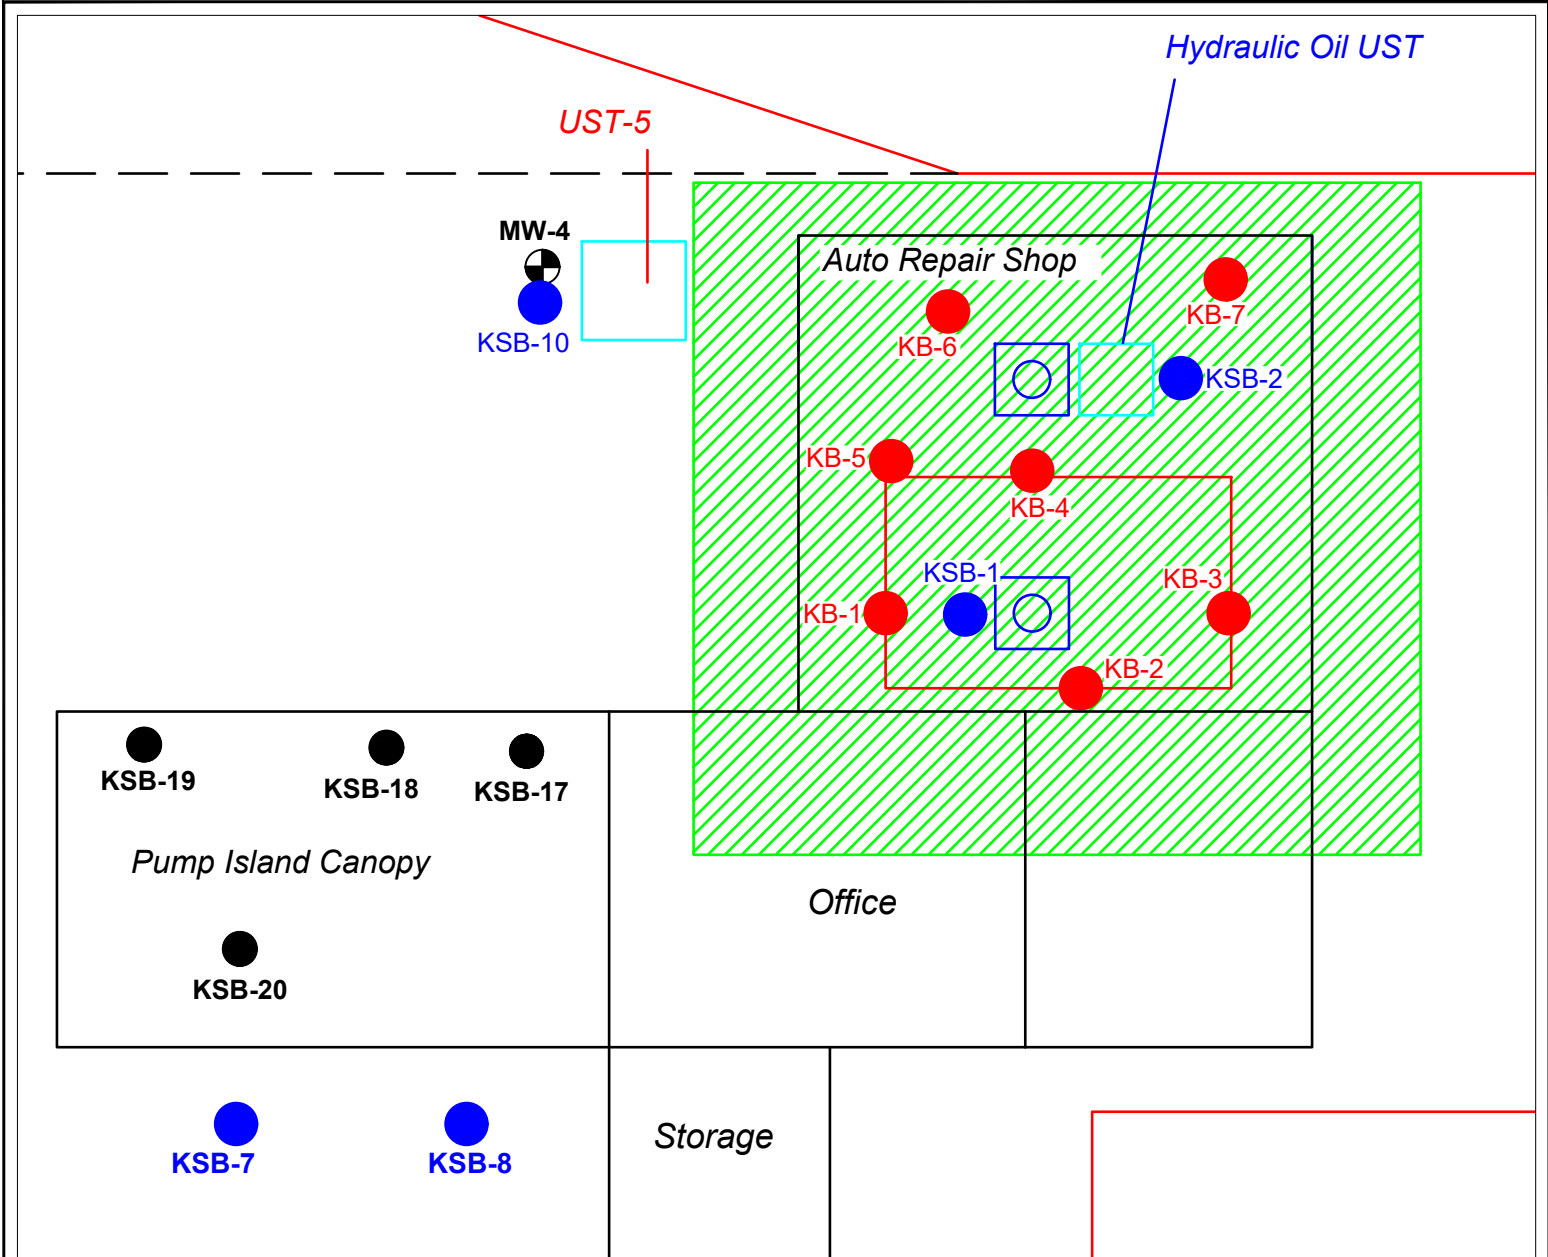 Hydraulic Oil UST
UST-5
MW-4
KSB-10
Auto Repair Shop
KB-7
KB-6
KSB-2
KB-5
KB-4
KSB-1
KB-3
KB-1
KB-2
KSB-19
KSB-18
KSB-17
Pump Island Canopy
Office
KSB-20
Storage
KSB-7
KSB-8